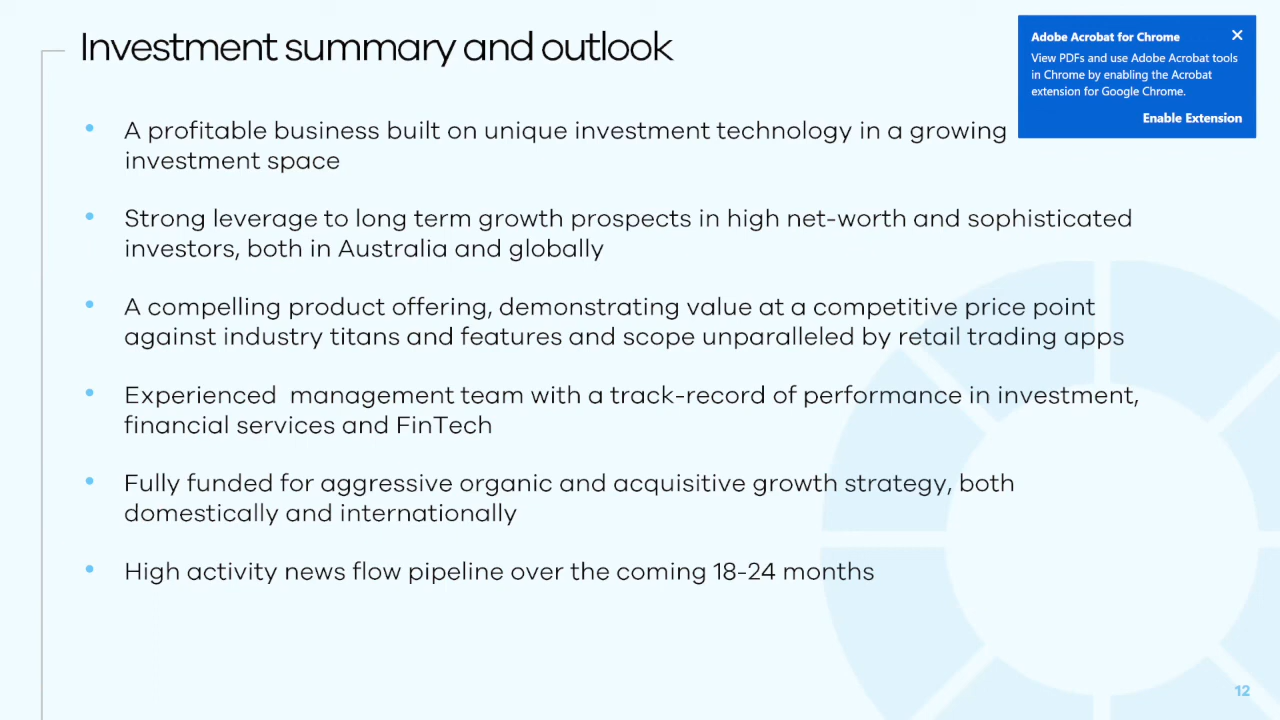 Investment summary and outlook
Adobe Acrobat for Chrome
View PDFs and use Adobe Acrobat tools
in Chrome by enabling the Acrobat
extension for Google Chrome.
Enable Extension
• A profitable business built on unique investment technology in a growing
investment space
• Strong leverage to long term growth prospects in high net-worth and sophisticated
investors, both in Australia and globally
• A compelling product offering, demonstrating value at a competitive price point
against industry titans and features and scope unparalleled by retail trading apps
• Experienced  management team with a track-record of performance in investment,
financial services and FinTech
• Fully funded for aggressive organic and acquisitive growth strategy, both
domestically and internationally
• High activity news flow pipeline over the coming 18-24 months
12